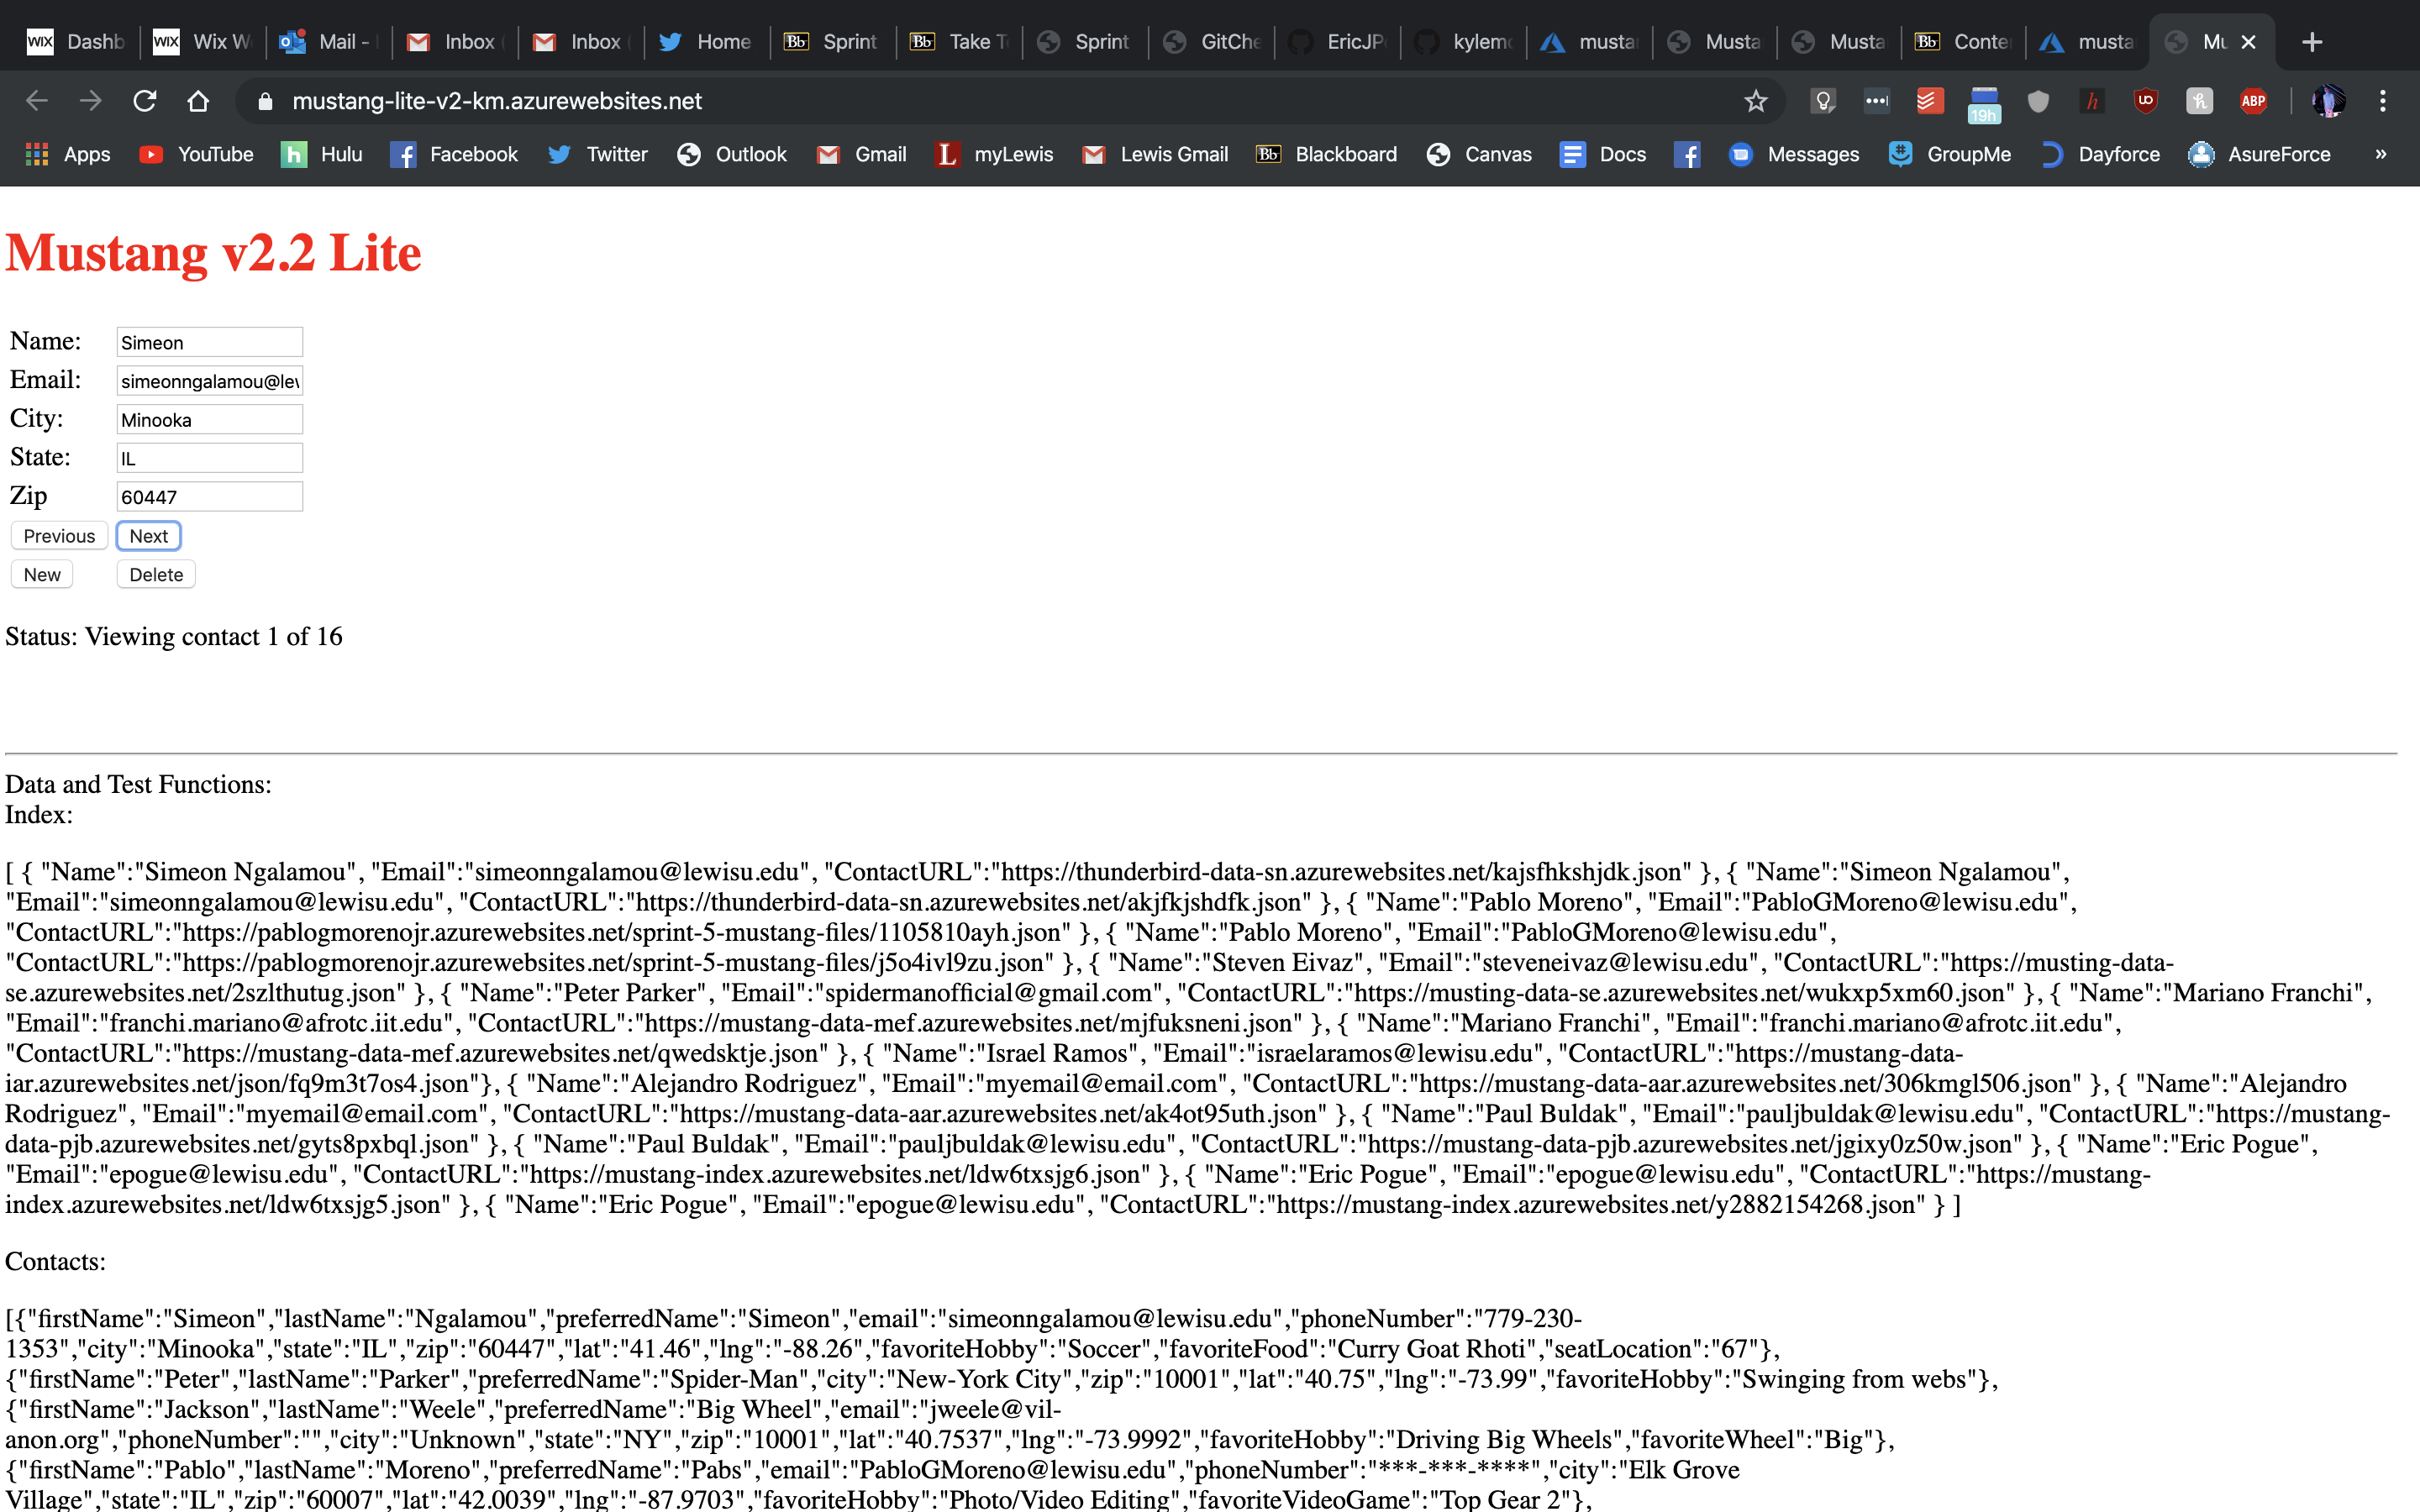 WIX Dashb WIX Wix W Mail - Inbox Inbox Home Bb Sprint Bb Take T Sprint GitChe EricJP kylem musta Musta Musta Bb Conte musta Mu
mustang-lite-v2-km.azurewebsites.net 19h ABP
Apps YouTube Hulu Facebook Twitter Outlook Gmail myLewis Lewis Gmail Bb Blackboard Canvas Docs Messages GroupMe Dayforce AsureForce »
Mustang v2.2 Lite
Name: Simeon
Email: simeonngalamou@lew
City: Minooka
State: IL
Zip 60447
Previous Next
New Delete
Status: Viewing contact 1 of 16
Data and Test Functions:
Index:
[ { "Name":"Simeon Ngalamou", "Email":"simeonngalamou@lewisu.edu", "ContactURL":"https://thunderbird-data-sn.azurewebsites.net/kajsfhkshjdk.json" }, { "Name":"Simeon Ngalamou",
"Email":"simeonngalamou@lewisu.edu", "ContactURL":"https://thunderbird-data-sn.azurewebsites.net/akjfkjshdfk.json" }, { "Name":"Pablo Moreno", "Email":"PabloGMoreno@lewisu.edu",
"ContactURL":"https://pablogmorenojr.azurewebsites.net/sprint-5-mustang-files/1105810ayh.json" }, { "Name":"Pablo Moreno", "Email":"PabloGMoreno@lewisu.edu",
"ContactURL":"https://pablogmorenojr.azurewebsites.net/sprint-5-mustang-files/j5o4ivl9zu.json" }, { "Name":"Steven Eivaz", "Email":"steveneivaz@lewisu.edu", "ContactURL":"https://musting-data-
se.azurewebsites.net/2szlthutug.json" }, { "Name":"Peter Parker", "Email":"spidermanofficial@gmail.com", "ContactURL":"https://musting-data-se.azurewebsites.net/wukxp5xm60.json" }, { "Name":"Mariano Franchi",
"Email":"franchi.mariano@afrotc.iit.edu", "ContactURL":"https://mustang-data-mef.azurewebsites.net/mjfuksneni.json" }, { "Name":"Mariano Franchi", "Email":"franchi.mariano@afrotc.iit.edu",
"ContactURL":"https://mustang-data-mef.azurewebsites.net/qwedsktje.json" }, { "Name":"Israel Ramos", "Email":"israelaramos@lewisu.edu", "ContactURL":"https://mustang-data-
iar.azurewebsites.net/json/fq9m3t7os4.json"}, { "Name":"Alejandro Rodriguez", "Email":"myemail@email.com", "ContactURL":"https://mustang-data-aar.azurewebsites.net/306kmgl506.json" }, { "Name":"Alejandro
Rodriguez", "Email":"myemail@email.com", "ContactURL":"https://mustang-data-aar.azurewebsites.net/ak4ot95uth.json" }, { "Name":"Paul Buldak", "Email":"pauljbuldak@lewisu.edu", "ContactURL":"https://mustang-
data-pjb.azurewebsites.net/gyts8pxbql.json" }, { "Name":"Paul Buldak", "Email":"pauljbuldak@lewisu.edu", "ContactURL":"https://mustang-data-pjb.azurewebsites.net/jgixy0z50w.json" }, { "Name":"Eric Pogue",
"Email":"epogue@lewisu.edu", "ContactURL":"https://mustang-index.azurewebsites.net/ldw6txsjg6.json" }, { "Name":"Eric Pogue", "Email":"epogue@lewisu.edu", "ContactURL":"https://mustang-
index.azurewebsites.net/ldw6txsjg5.json" }, { "Name":"Eric Pogue", "Email":"epogue@lewisu.edu", "ContactURL":"https://mustang-index.azurewebsites.net/y2882154268.json" } ]
Contacts:
[{"firstName":"Simeon","lastName":"Ngalamou","preferredName":"Simeon","email":"simeonngalamou@lewisu.edu","phoneNumber":"779-230-
1353","city":"Minooka","state":"IL","zip":"60447","lat":"41.46","lng":"-88.26","favoriteHobby":"Soccer","favoriteFood":"Curry Goat Rhoti","seatLocation":"67"},
{"firstName":"Peter","lastName":"Parker","preferredName":"Spider-Man","city":"New-York City","zip":"10001","lat":"40.75","lng":"-73.99","favoriteHobby":"Swinging from webs"},
{"firstName":"Jackson","lastName":"Weele","preferredName":"Big Wheel","email":"jweele@vil-
anon.org","phoneNumber":"","city":"Unknown","state":"NY","zip":"10001","lat":"40.7537","lng":"-73.9992","favoriteHobby":"Driving Big Wheels","favoriteWheel":"Big"},
{"firstName":"Pablo","lastName":"Moreno","preferredName":"Pabs","email":"PabloGMoreno@lewisu.edu","phoneNumber":"***-***-****","city":"Elk Grove
Village","state":"IL","zip":"60007","lat":"42.0039","lng":"-87.9703","favoriteHobby":"Photo/Video Editing","favoriteVideoGame":"Top Gear 2"},